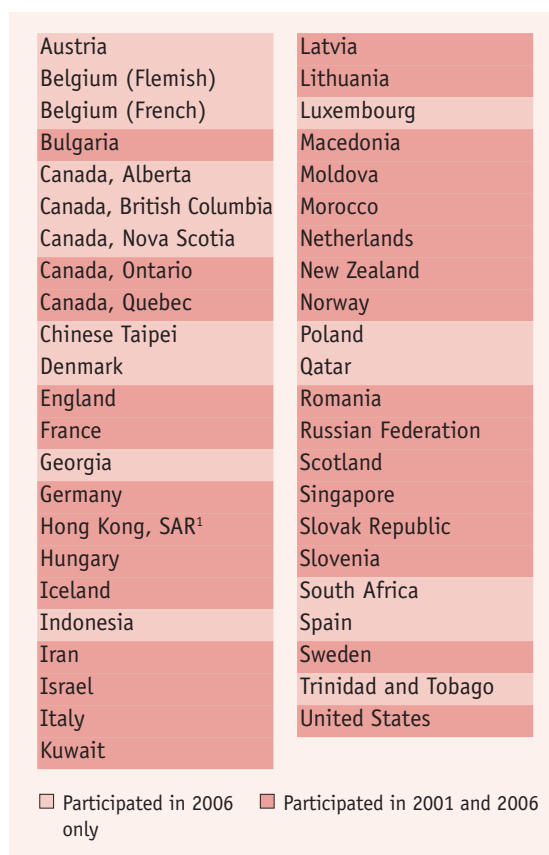 Austria
Belgium (Flemish)
Belgium (French)
Bulgaria
Canada, Alberta
Canada, British Columbia
Canada, Nova Scotia
Canada, Ontario
Canada, Quebec
Chinese Taipei
Denmark
England
France
Georgia
Germany
Hong Kong, SAR¹
Hungary
Iceland
Indonesia
Iran
Israel
Italy
Kuwait
Latvia
Lithuania
Luxembourg
Macedonia
Moldova
Morocco
Netherlands
New Zealand
Norway
Poland
Qatar
Romania
Russian Federation
Scotland
Singapore
Slovak Republic
Slovenia
South Africa
Spain
Sweden
Trinidad and Tobago
United States
Participated in 2006
only
Participated in 2001 and 2006